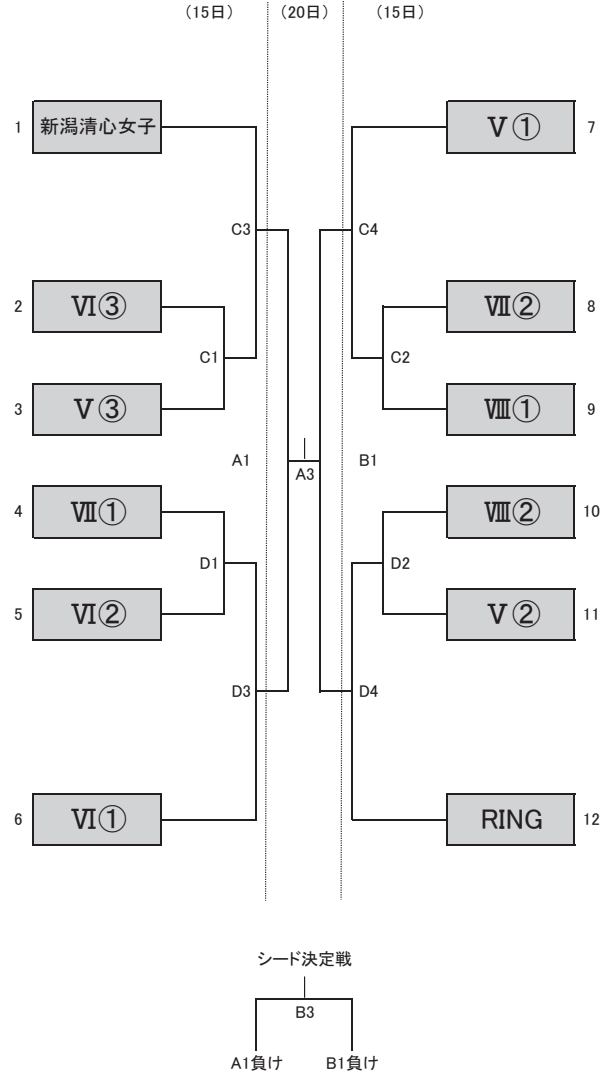 （15日） （20日） （15日）
1 新潟清心女子 Ⅴ① 7
C3 C4
2 Ⅵ③ Ⅶ② 8
C1 C2
3 Ⅴ③ Ⅷ① 9
A1 A3 B1
4 Ⅶ① Ⅷ② 10
D1 D2
5 Ⅵ② Ⅴ② 11
D3 D4
6 Ⅵ① RING 12
シード決定戦
B3
A1負け B1負け